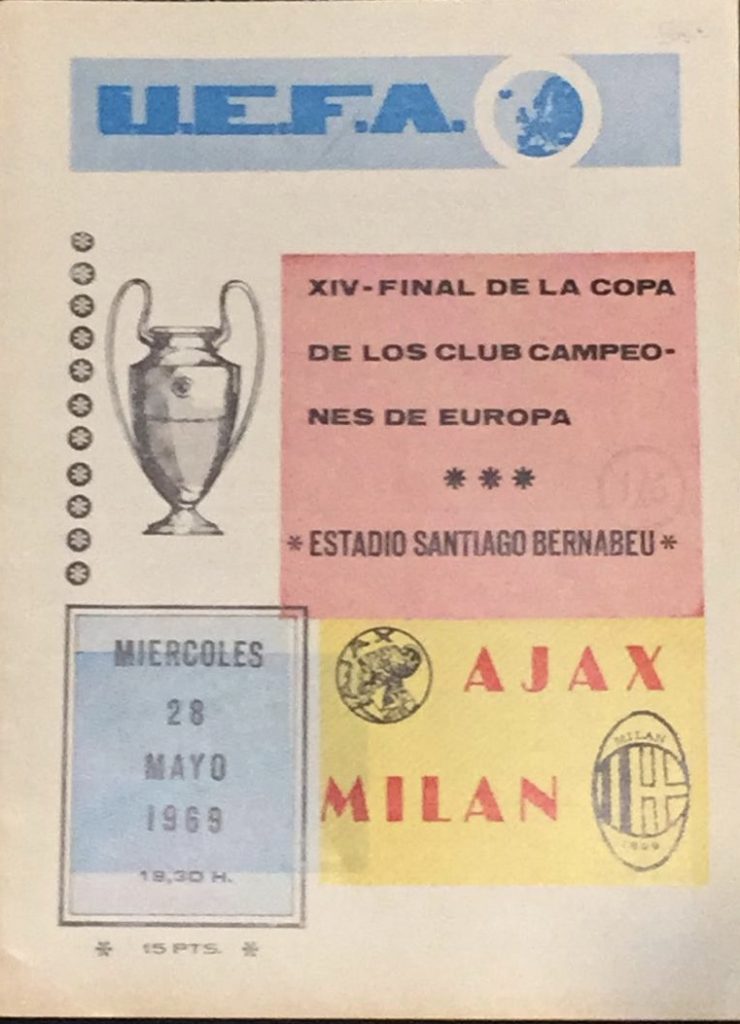 U.E.F.A.
XIV-FINAL DE LA COPA
DE LOS CLUB CAMPEO-
NES DE EUROPA
***
* ESTADIO SANTIAGO BERNABEU *
MIERCOLES
28
MAYO
1969
19,30 H.
* 15 PTS. *
AJAX
AJAX
MILAN
MILAN
1899